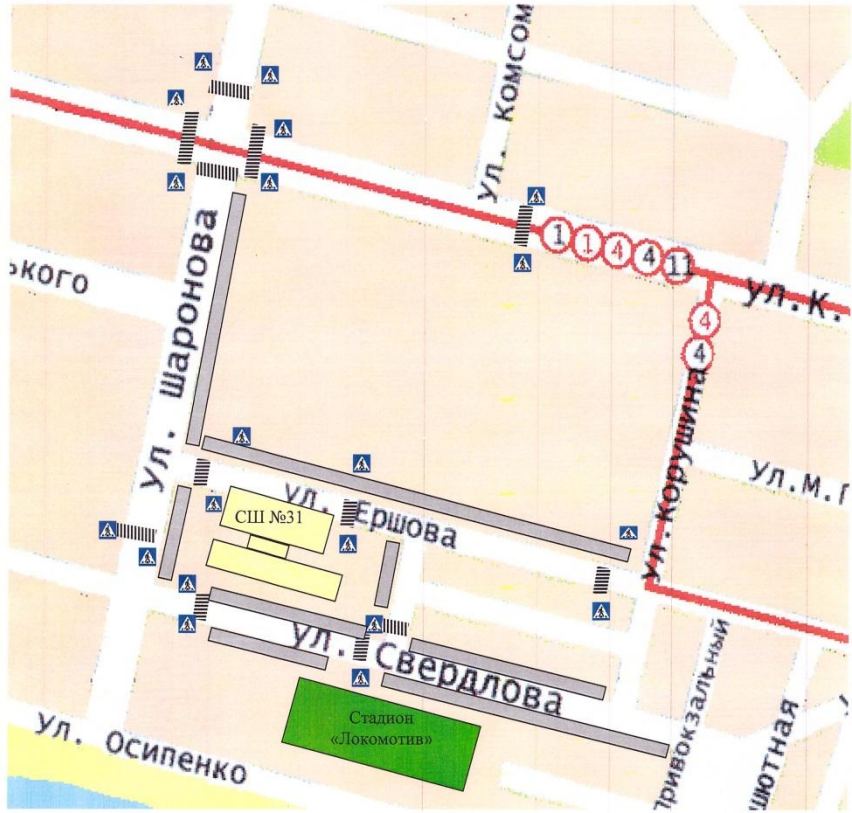 ул. Комсом
ького
ул. Шаронова
1
1
4
4
11
ул.К.
4
4
ул.Корушина
Ул.М.Г
СШ №31
ул. Ершова
ул. Свердлова
Стадион
«Локомотив»
ул. Осипенко
Привокзальный
шютная